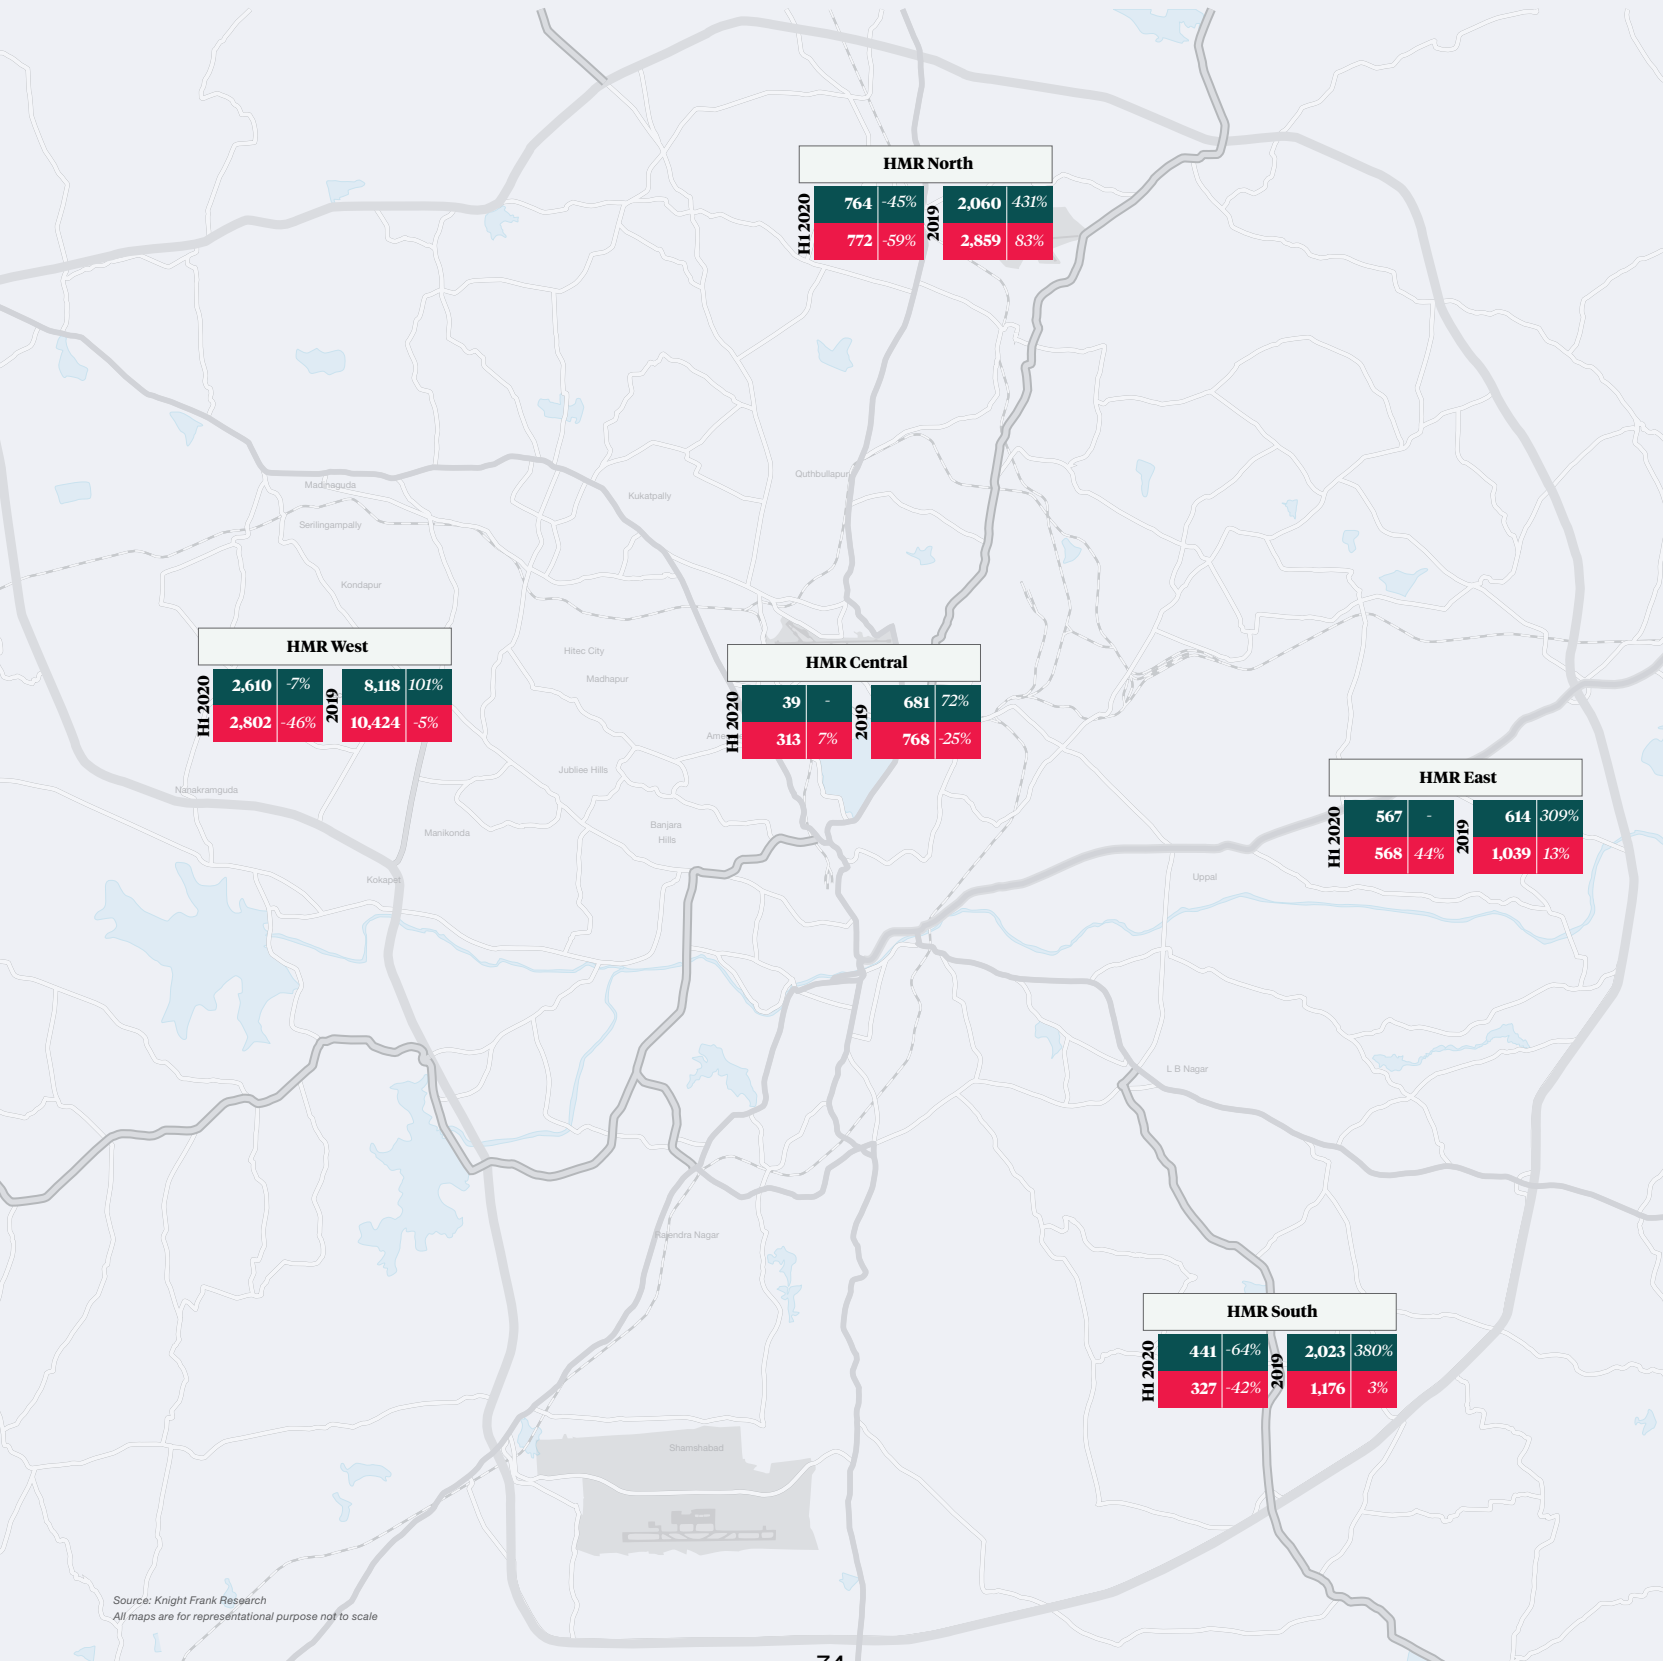 HMR North
H1 2020
764 -45%
772 -59%
2019
2,060 431%
2,859 83%
Quthbullapur
Madinaguda
Kukatpally
Serilingampally
Kondapur
HMR West
H1 2020
2,610 -7%
2,802 -46%
2019
8,118 101%
10,424 -5%
Hitec City
Madhapur
HMR Central
H1 2020
39 -
313 7%
2019
681 72%
768 -25%
Ame
Jubliee Hills
Nanakramguda
Manikonda
Banjara
Hills
HMR East
H1 2020
567 -
568 44%
2019
614 309%
1,039 13%
Kokapet
Uppal
L B Nagar
Rajendra Nagar
HMR South
H1 2020
441 -64%
327 -42%
2019
2,023 380%
1,176 3%
Shamshabad
Source: Knight Frank Research
All maps are for representational purpose not to scale